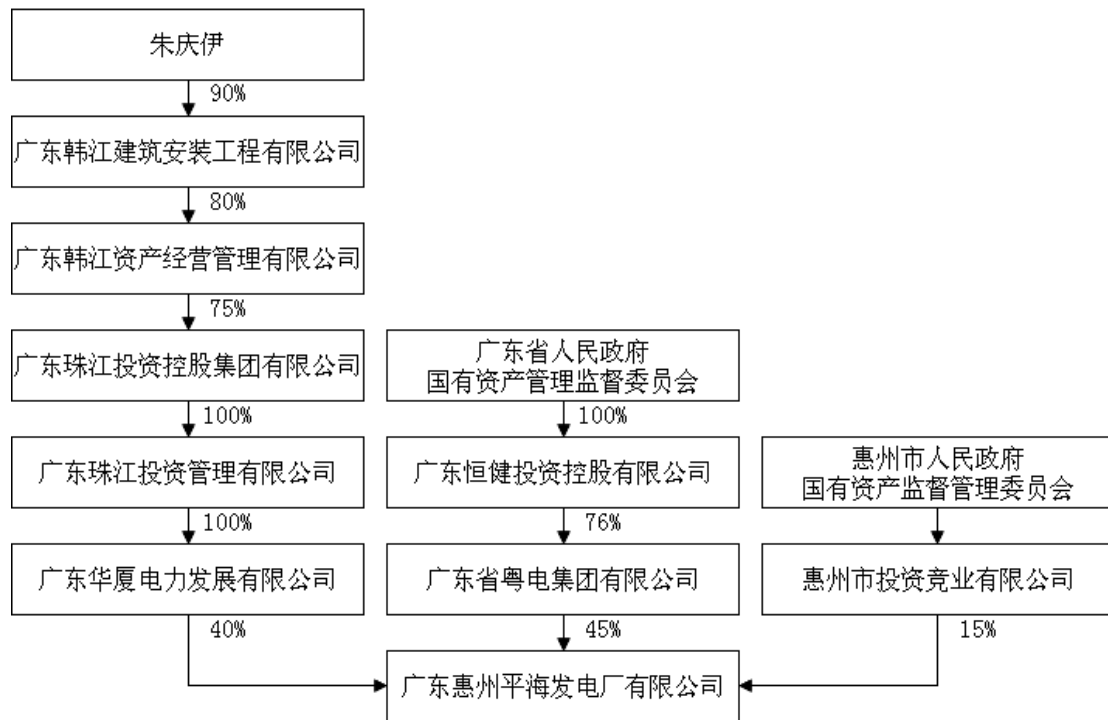 朱庆伊
90%
广东韩江建筑安装工程有限公司
80%
广东韩江资产经营管理有限公司
75%
广东珠江投资控股集团有限公司
广东省人民政府
国有资产管理监督委员会
100%
100%
广东珠江投资管理有限公司
广东恒健投资控股有限公司
惠州市人民政府
国有资产监督管理委员会
100%
76%
广东华厦电力发展有限公司
广东省粤电集团有限公司
惠州市投资竞业有限公司
40%
45%
15%
广东惠州平海发电厂有限公司